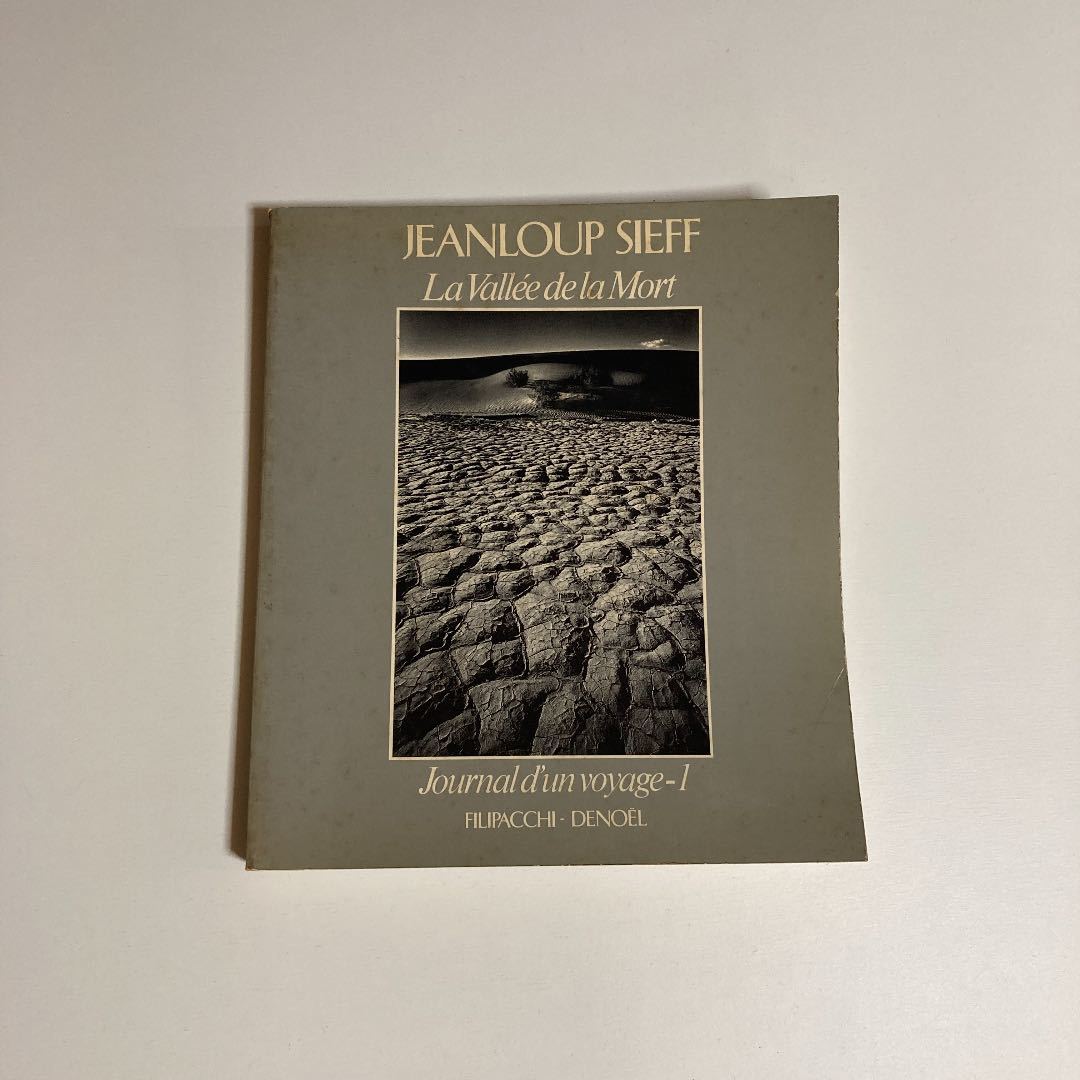 JEANLOUP SIEFF
La Vallée de la Mort
Journal d'un voyage-1
FILIPACCHI - DENOËL